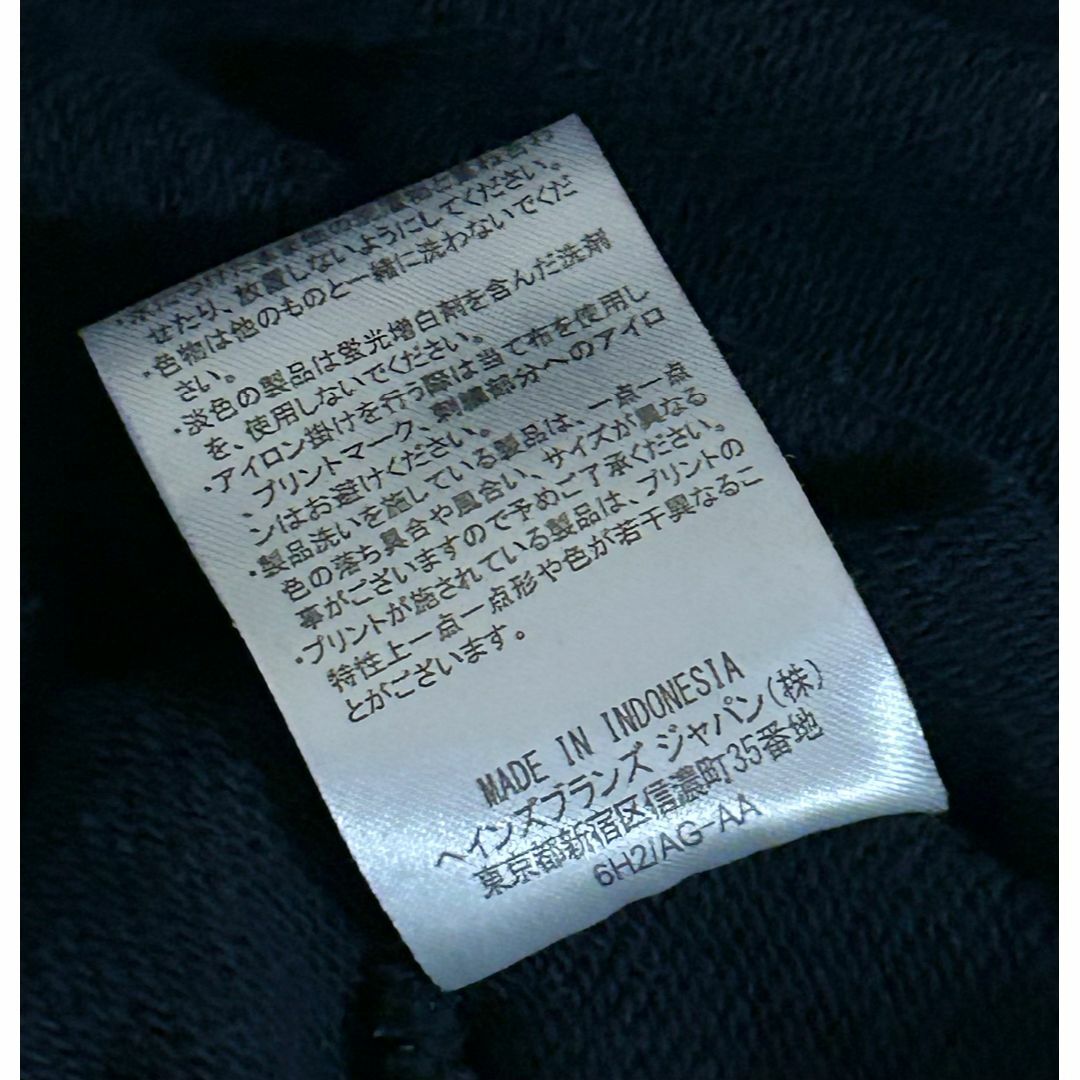 せたり、放置しないようにしてください。
・色物は他のものと一緒に洗わないでくだ
さい。
・淡色の製品は蛍光増白剤を含んだ洗剤
を、使用しないでください。
・アイロン掛けを行う際は当て布を使用し
、プリントマーク、刺繍部分へのアイロ
ンはお避けください。
・製品洗いを施している製品は、一点一点
色の落ち具合や風合い、サイズが異なる
事がございますので予めご了承ください。
・プリントが施されている製品は、プリントの
特性上一点一点形や色が若干異なるこ
とがございます。
MADE IN INDONESIA
ヘインズブランズ ジャパン(株)
東京都新宿区信濃町35番地
6H2/AG-AA